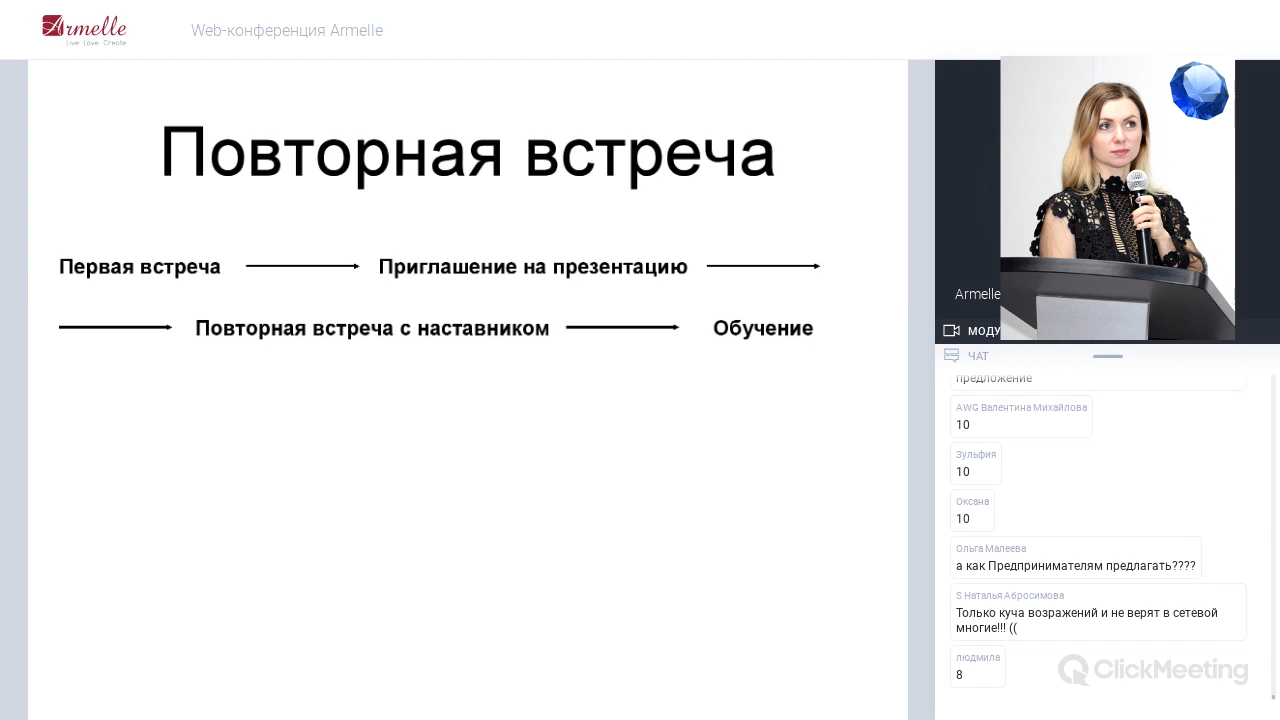 Armelle
Live Love Create
Web-конференция Armelle
Повторная встреча
Первая встреча
Приглашение на презентацию
Повторная встреча с наставником
Обучение
Armelle
МОДУ
ЧАТ
предложение
AWG Валентина Михайлова
10
Зульфия
10
Оксана
10
Ольга Малеева
а как Предпринимателям предлагать????
S Наталья Абросимова
Только куча возражений и не верят в сетевой
многие!!! ((
людмила
8
ClickMeeting